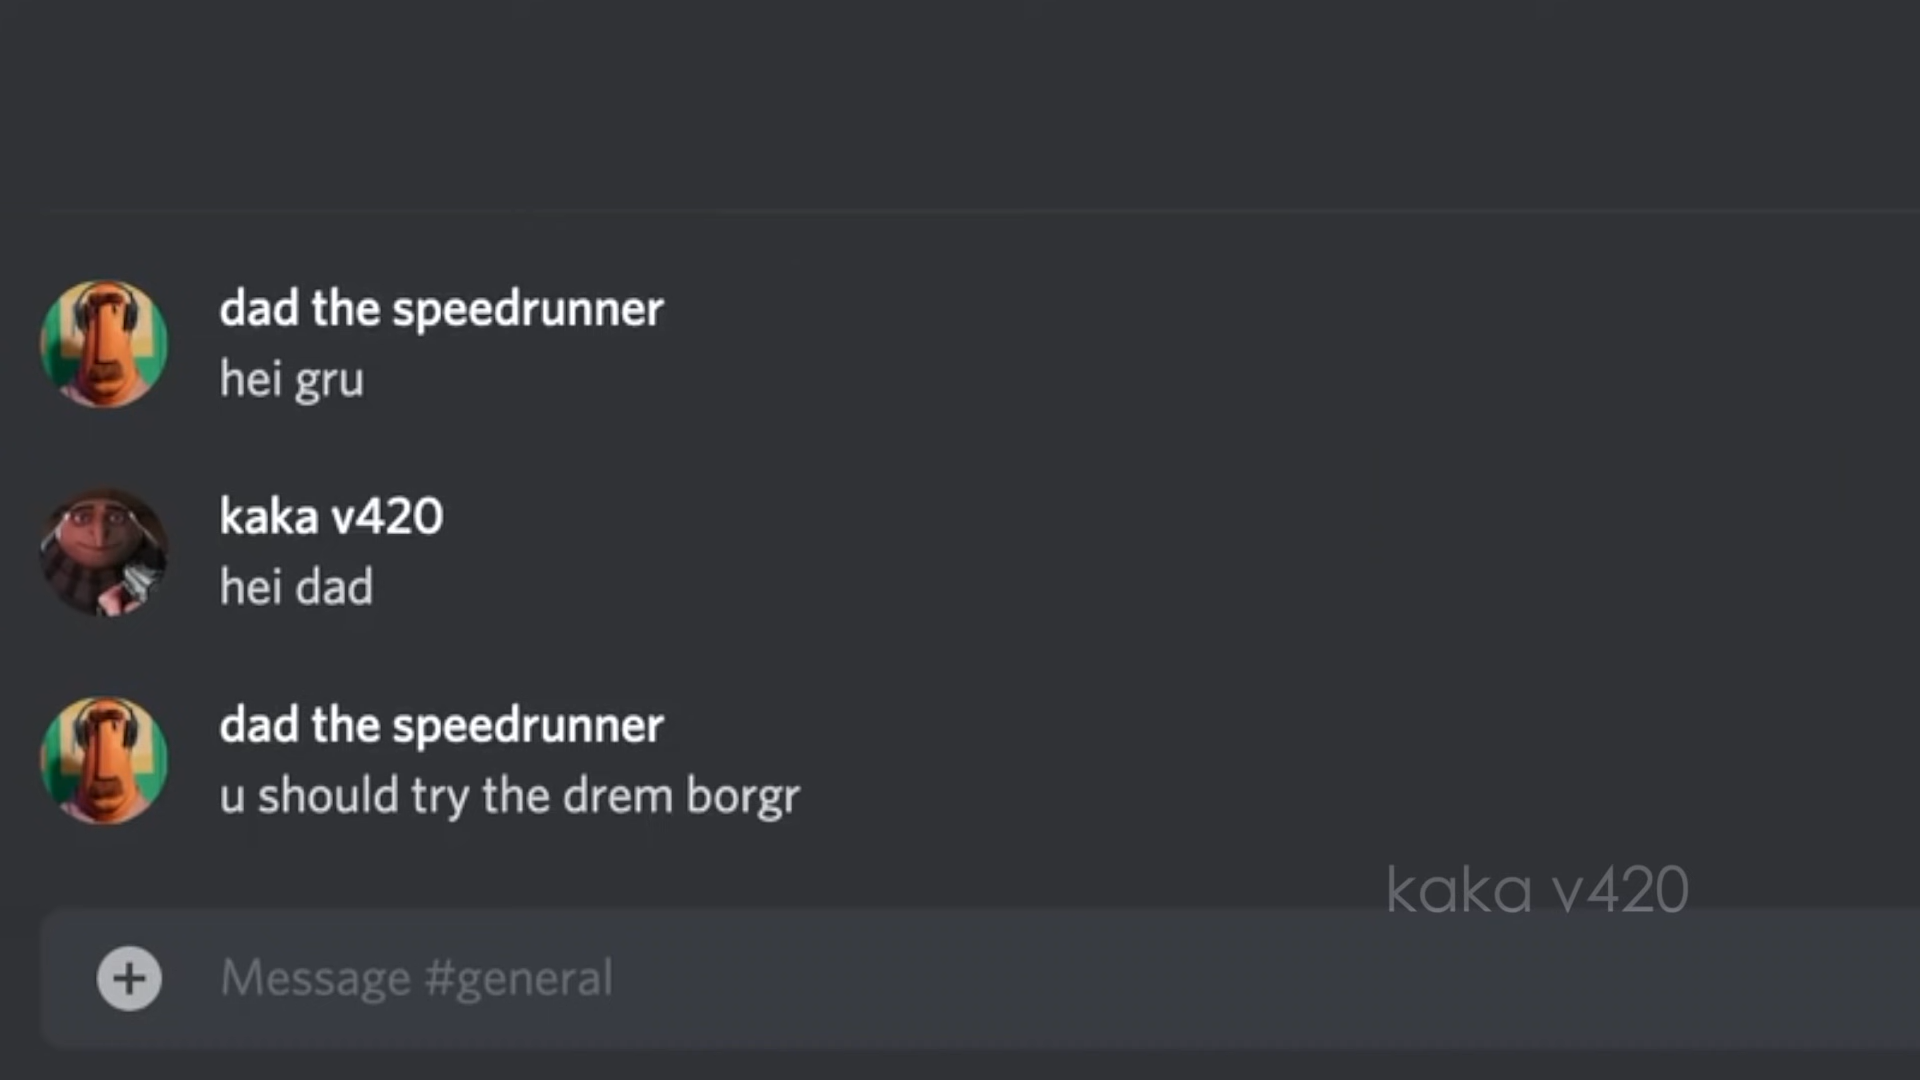 dad the speedrunner
hei gru
kaka v420
hei dad
dad the speedrunner
u should try the drem borgr
kaka v420
Message #general